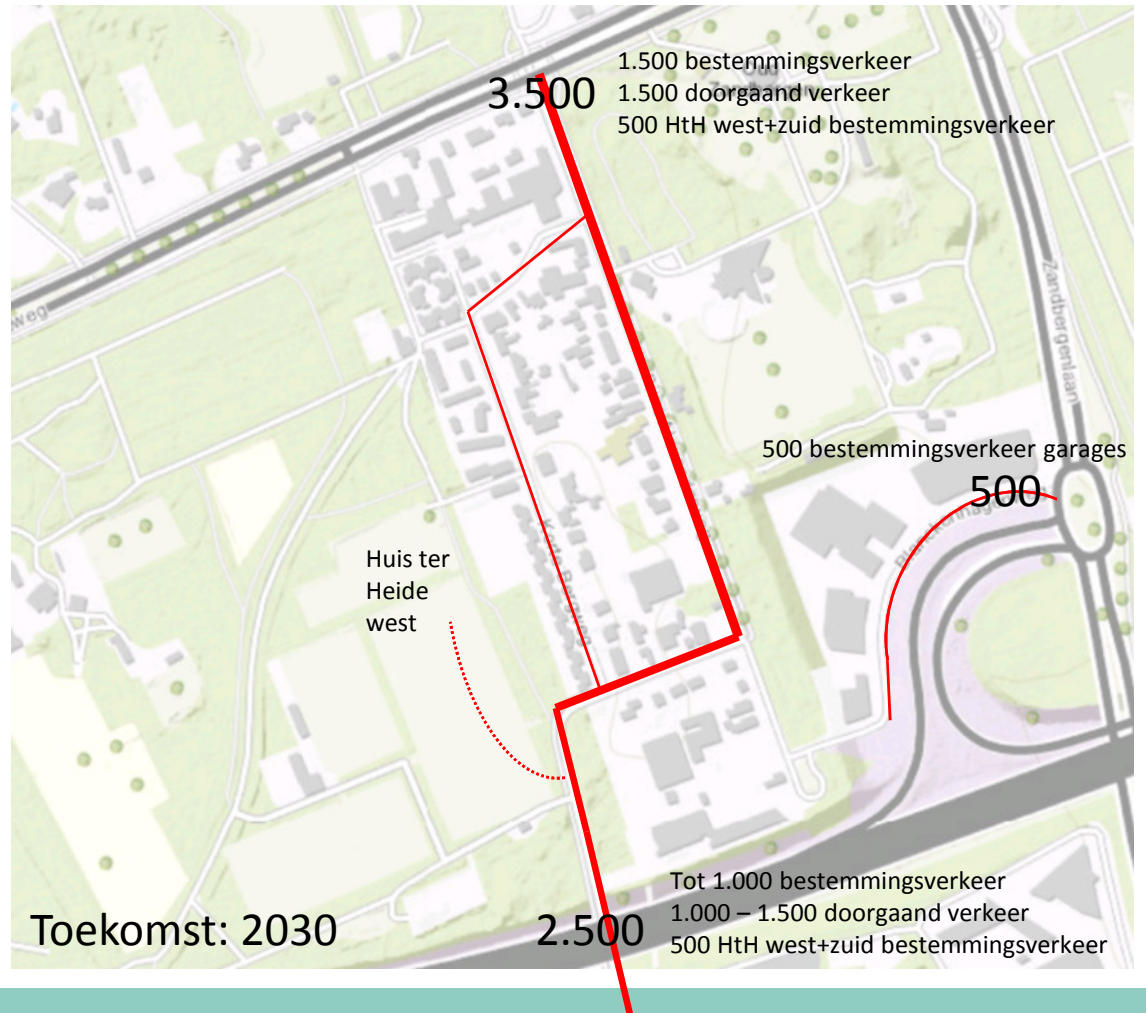 3.500
1.500 bestemmingsverkeer
1.500 doorgaand verkeer
500 HtH west+zuid bestemmingsverkeer
Oud
weg
Zandbergenlaan
500 bestemmingsverkeer garages
500
Huis ter
Heide
west
Toekomst: 2030
2.500
Tot 1.000 bestemmingsverkeer
1.000 – 1.500 doorgaand verkeer
500 HtH west+zuid bestemmingsverkeer